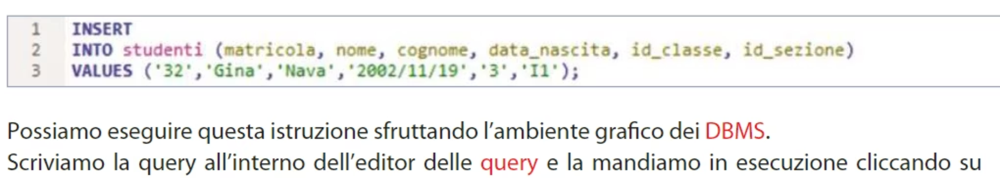 1 INSERT
2 INTO studenti (matricola, nome, cognome, data_nascita, id_classe, id_sezione)
3 VALUES ('32','Gina','Nava','2002/11/19','3','I1');
Possiamo eseguire questa istruzione sfruttando l'ambiente grafico dei DBMS.
Scriviamo la query all'interno dell'editor delle query e la mandiamo in esecuzione cliccando su